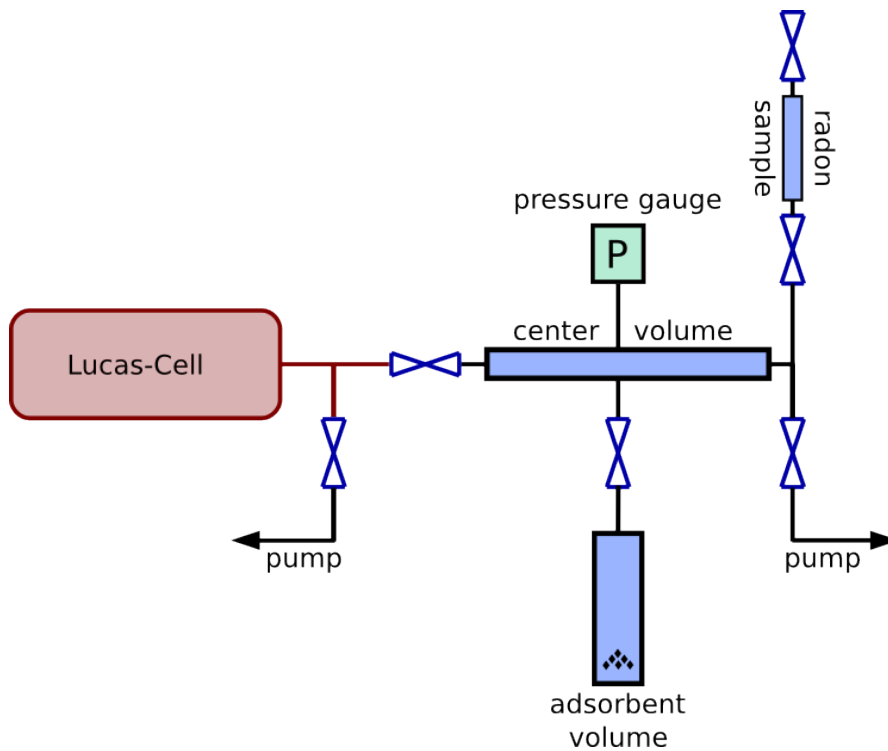 radon
sample
pressure gauge
P
center volume
Lucas-Cell
pump
pump
adsorbent
volume